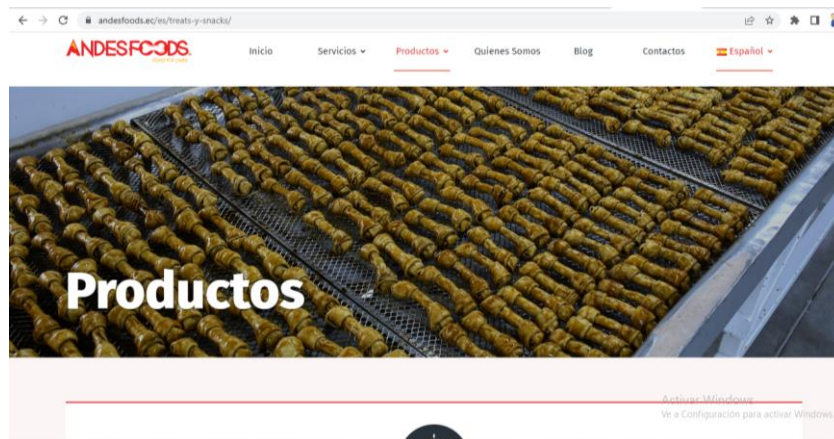 andesfoods.ec/es/treats-y-snacks/
ANDESFOODS.
Inicio Servicios Productos Quienes Somos Blog Contactos Español
Productos
Activar Windows
Ve a Configuración para activar Windows.